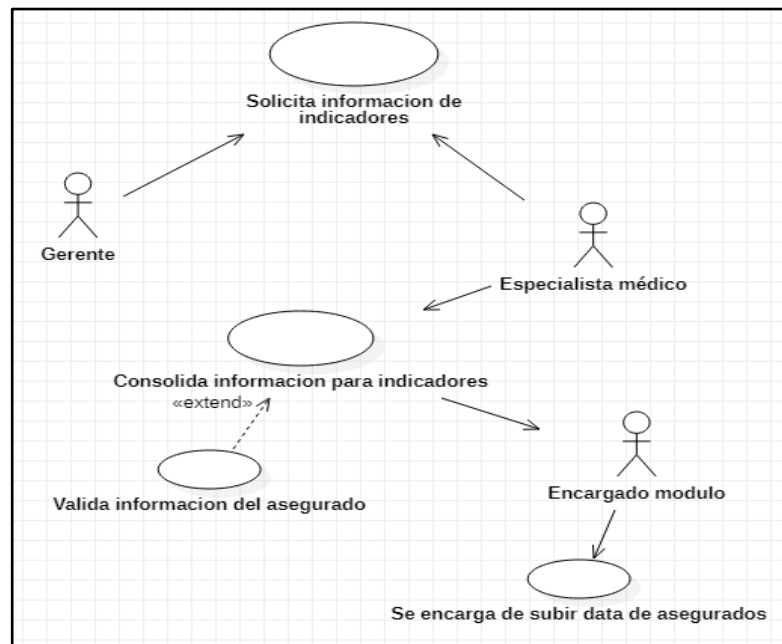 Solicita informacion de
indicadores
Gerente
Especialista médico
Consolida informacion para indicadores
«extend»
Encargado modulo
Valida informacion del asegurado
Se encarga de subir data de asegurados